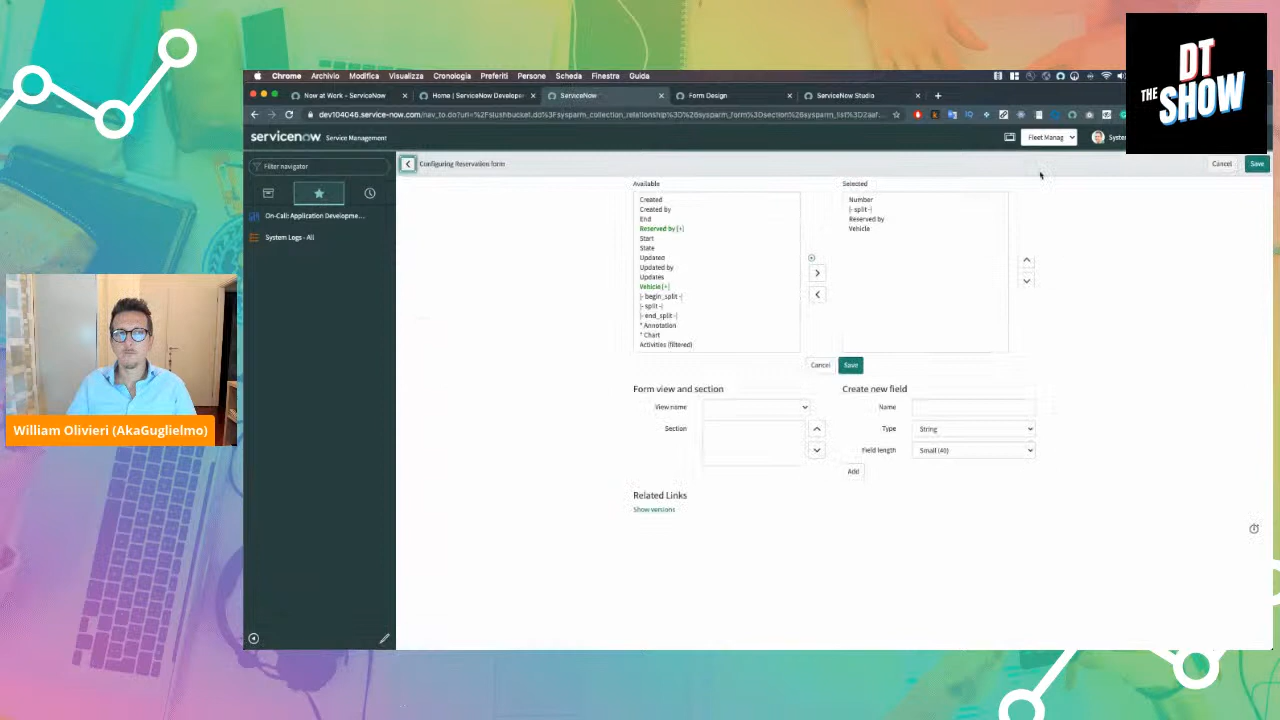 DT
THE
SHOW
Chrome Archivio Modifica Visualizza Cronologia Preferiti Persone Scheda Finestra Guida
Now at Work - ServiceNow
Home | ServiceNow Develope
ServiceNow
Form Design
ServiceNow Studio
servicenow Service Management
Fleet Manag
Syste
Filter navigator
Configuring Reservation form
Cancel
Save
On-Call: Application Developme...
System Logs - All
Available
Created
Created by
End
Reserved by [+]
Start
State
Updated
Updated by
Updates
Vehicle [+]
|- begin_split -|
|- split -|
|- end_split -|
* Annotation
* Chart
Activities (filtered)
Selected
Number
|- split -|
Reserved by
Vehicle
Cancel
Save
Form view and section
View name
Section
Create new field
Name
Type
String
Field length
Small (40)
Add
Related Links
Show versions
William Olivieri (AkaGuglielmo)